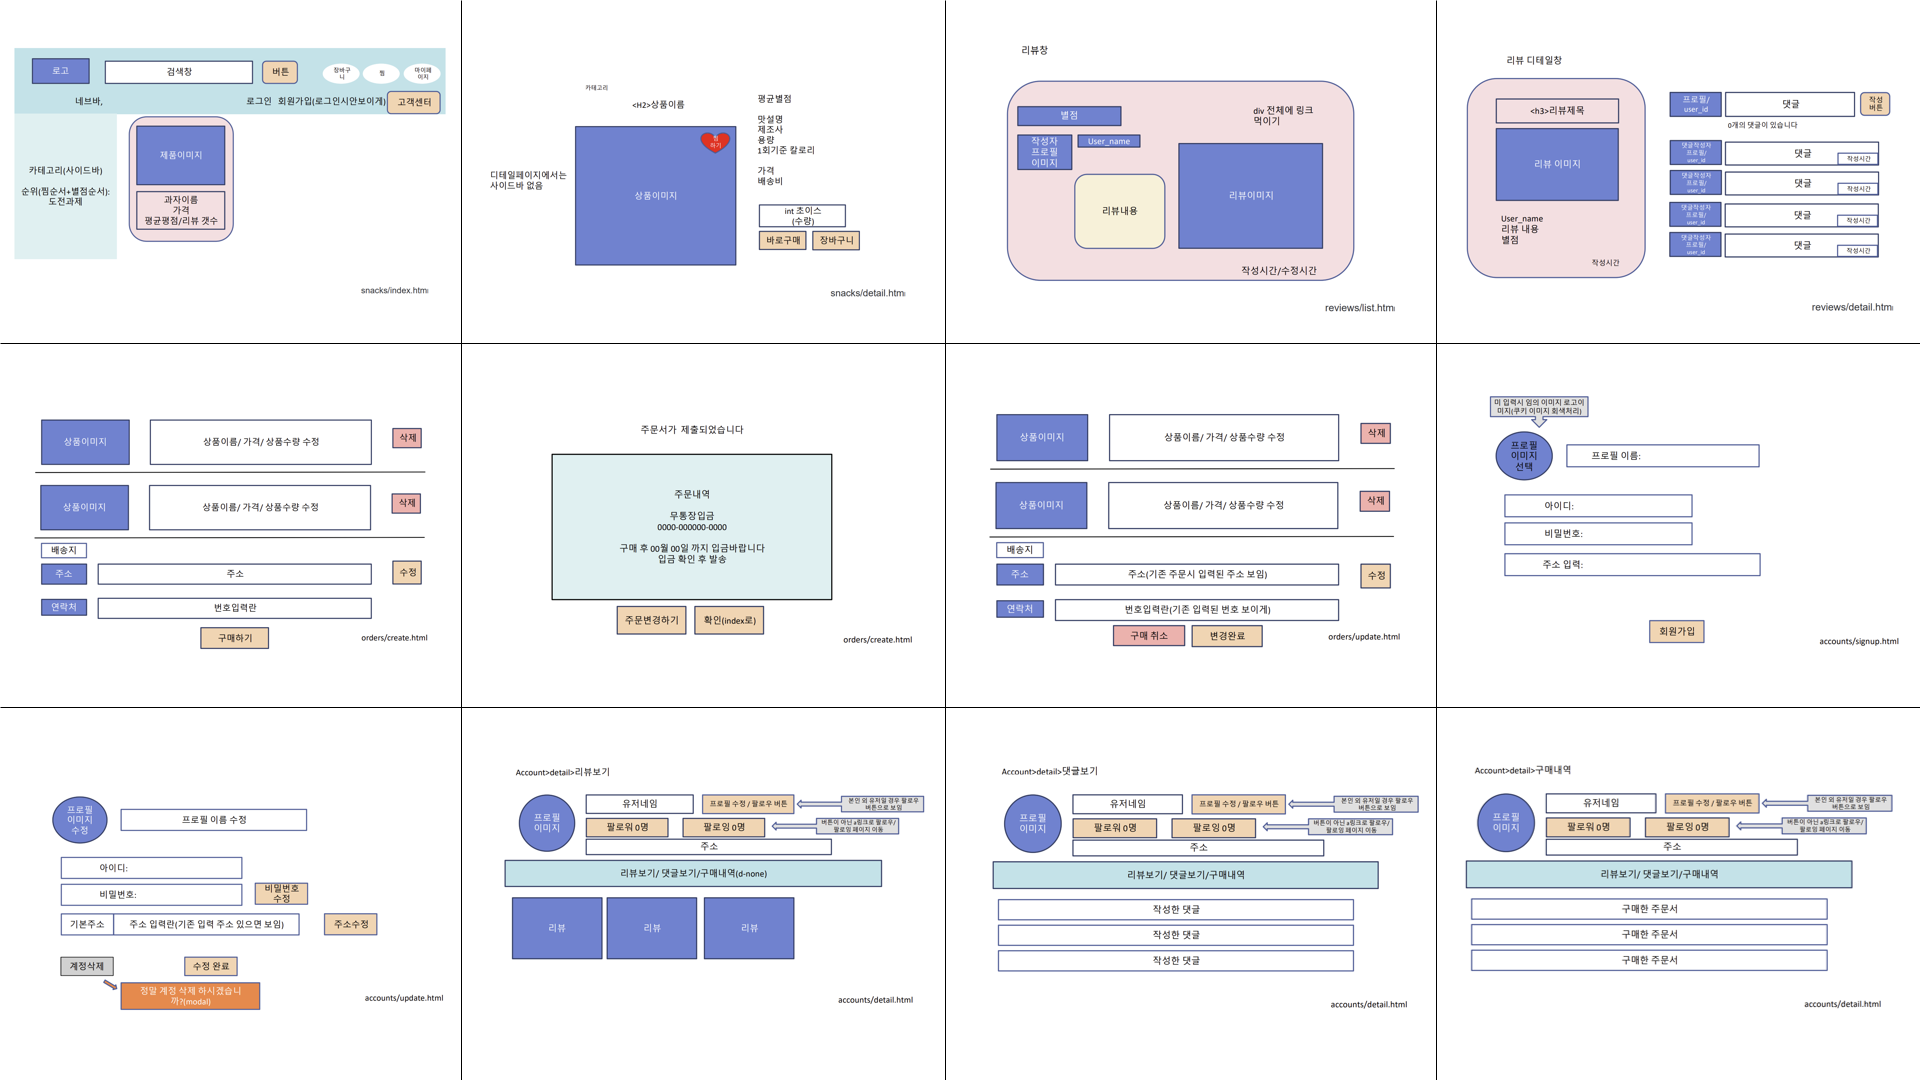 로고
검색창
버튼
장바구
니
찜
마이페
이지
네브바,
로그인
회원가입(로그인시안보이게)
고객센터
카테고리(사이드바)
순위(찜순서+별점순서):
도전과제
제품이미지
과자이름
가격
평균평점/리뷰 갯수
snacks/index.htm
카테고리
<H2>상품이름
디테일페이지에서는
사이드바 없음
찜
하기
상품이미지
평균별점
맛설명
제조사
용량
1회기준 칼로리
가격
배송비
int 초이스
(수량)
바로구매
장바구니
snacks/detail.htm
리뷰창
별점
작성자
프로필
이미지
User_name
리뷰내용
div 전체에 링크
먹이기
리뷰이미지
작성시간/수정시간
reviews/list.htm
리뷰 디테일창
<h3>리뷰제목
리뷰 이미지
User_name
리뷰 내용
별점
작성시간
프로필/
user_id
댓글
작성
버튼
0개의 댓글이 있습니다
댓글작성자
프로필/
user_id
댓글
작성시간
댓글작성자
프로필/
user_id
댓글
작성시간
댓글작성자
프로필/
user_id
댓글
작성시간
댓글작성자
프로필/
user_id
댓글
작성시간
reviews/detail.htm
상품이미지
상품이름/ 가격/ 상품수량 수정
삭제
상품이미지
상품이름/ 가격/ 상품수량 수정
삭제
배송지
주소
주소
수정
연락처
번호입력란
구매하기
orders/create.html
주문서가 제출되었습니다
주문내역
무통장입금
0000-000000-0000
구매 후 00월 00일 까지 입금바랍니다
입금 확인 후 발송
주문변경하기
확인(index로)
orders/create.html
상품이미지
상품이름/ 가격/ 상품수량 수정
삭제
상품이미지
상품이름/ 가격/ 상품수량 수정
삭제
배송지
주소
주소(기존 주문시 입력된 주소 보임)
수정
연락처
번호입력란(기존 입력된 번호 보이게)
구매 취소
변경완료
orders/update.html
미 입력시 임의 이미지 로고이
미지(쿠키 이미지 회색처리)
프로필
이미지
선택
프로필 이름:
아이디:
비밀번호:
주소 입력:
회원가입
accounts/signup.html
프로필
이미지
수정
프로필 이름 수정
아이디:
비밀번호:
비밀번호
수정
기본주소
주소 입력란(기존 입력 주소 있으면 보임)
주소수정
계정삭제
수정 완료
정말 계정 삭제 하시겠습니
까?(modal)
accounts/update.html
Account>detail>리뷰보기
프로필
이미지
유저네임
프로필 수정 / 팔로우 버튼
본인 외 유저일 경우 팔로우
버튼으로 보임
팔로워 0명
팔로잉 0명
버튼이 아닌 a링크로 팔로우/
팔로잉 페이지 이동
주소
리뷰보기/ 댓글보기/구매내역(d-none)
리뷰
리뷰
리뷰
accounts/detail.html
Account>detail>댓글보기
프로필
이미지
유저네임
프로필 수정 / 팔로우 버튼
본인 외 유저일 경우 팔로우
버튼으로 보임
팔로워 0명
팔로잉 0명
버튼이 아닌 a링크로 팔로우/
팔로잉 페이지 이동
주소
리뷰보기/ 댓글보기/구매내역
작성한 댓글
작성한 댓글
작성한 댓글
accounts/detail.html
Account>detail>구매내역
프로필
이미지
유저네임
프로필 수정 / 팔로우 버튼
본인 외 유저일 경우 팔로우
버튼으로 보임
팔로워 0명
팔로잉 0명
버튼이 아닌 a링크로 팔로우/
팔로잉 페이지 이동
주소
리뷰보기/ 댓글보기/구매내역
구매한 주문서
구매한 주문서
구매한 주문서
accounts/detail.html